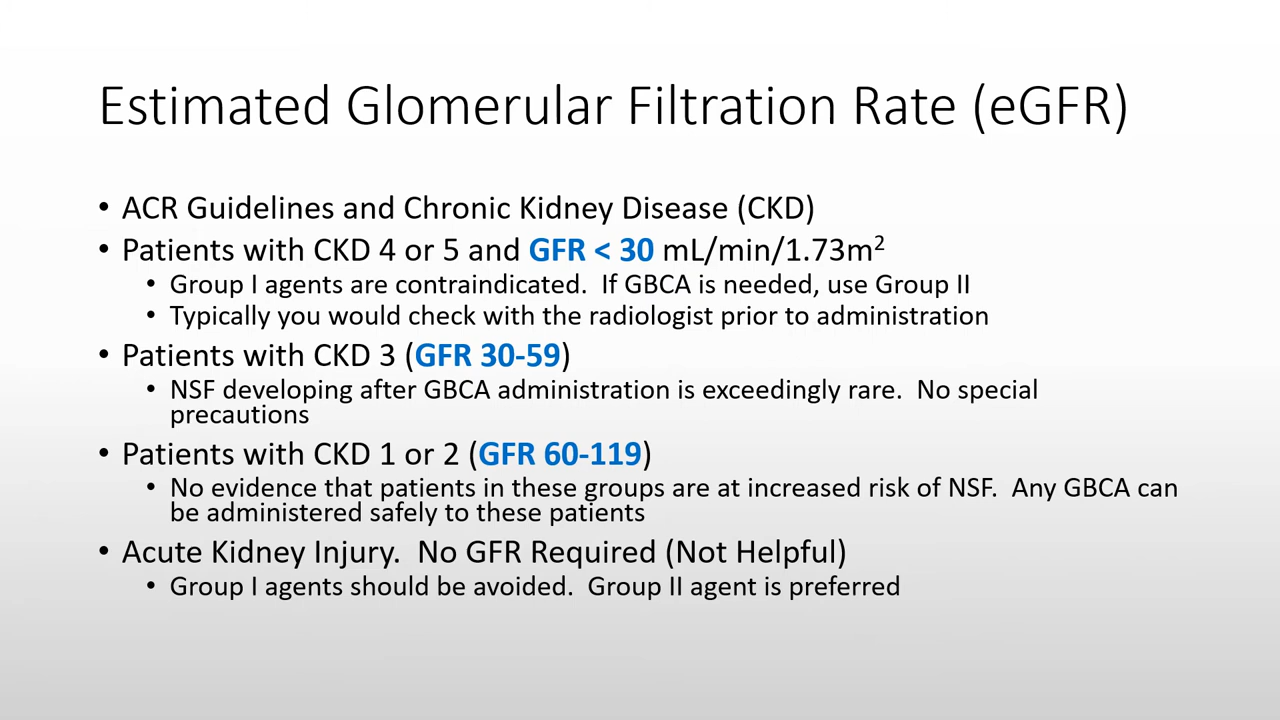 Estimated Glomerular Filtration Rate (eGFR)
• ACR Guidelines and Chronic Kidney Disease (CKD)
• Patients with CKD 4 or 5 and GFR < 30 mL/min/1.73m²
• Group I agents are contraindicated.  If GBCA is needed, use Group II
• Typically you would check with the radiologist prior to administration
• Patients with CKD 3 (GFR 30-59)
• NSF developing after GBCA administration is exceedingly rare.  No special
precautions
• Patients with CKD 1 or 2 (GFR 60-119)
• No evidence that patients in these groups are at increased risk of NSF.  Any GBCA can
be administered safely to these patients
• Acute Kidney Injury.  No GFR Required (Not Helpful)
• Group I agents should be avoided.  Group II agent is preferred